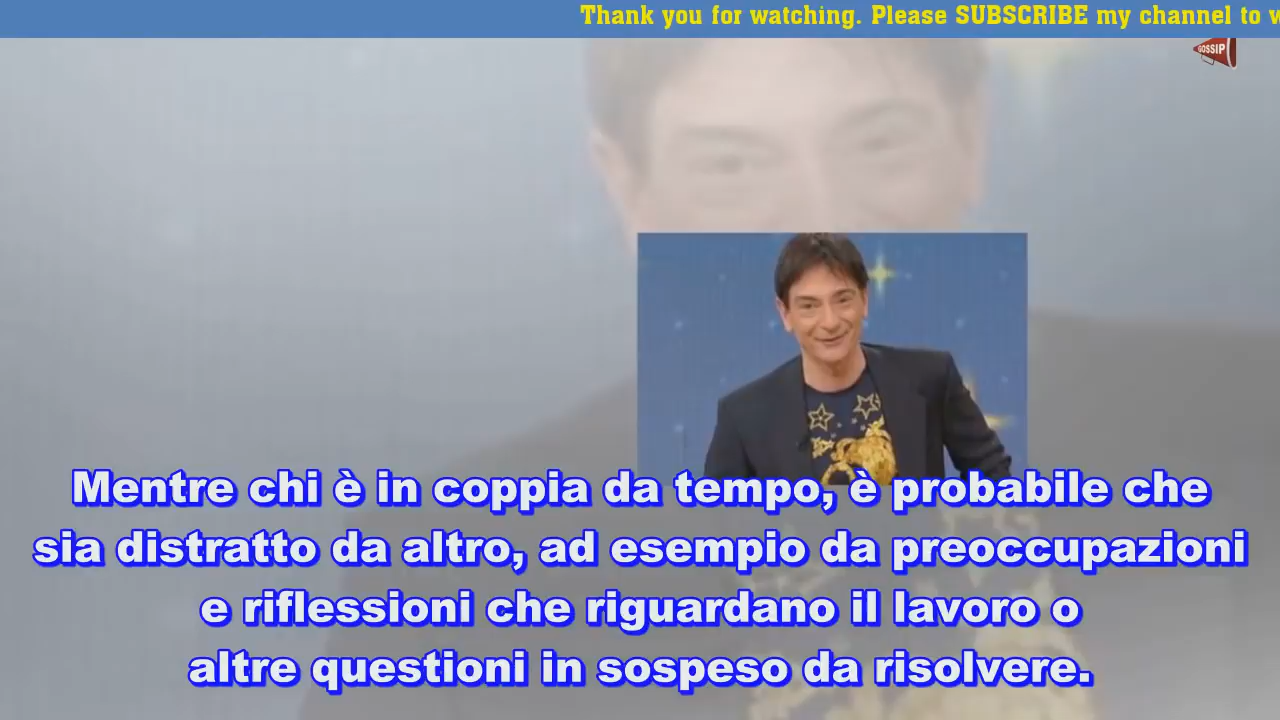 Thank you for watching. Please SUBSCRIBE my channel to
GOSSIP
Mentre chi è in coppia da tempo, è probabile che
sia distratto da altro, ad esempio da preoccupazioni
e riflessioni che riguardano il lavoro o
altre questioni in sospeso da risolvere.